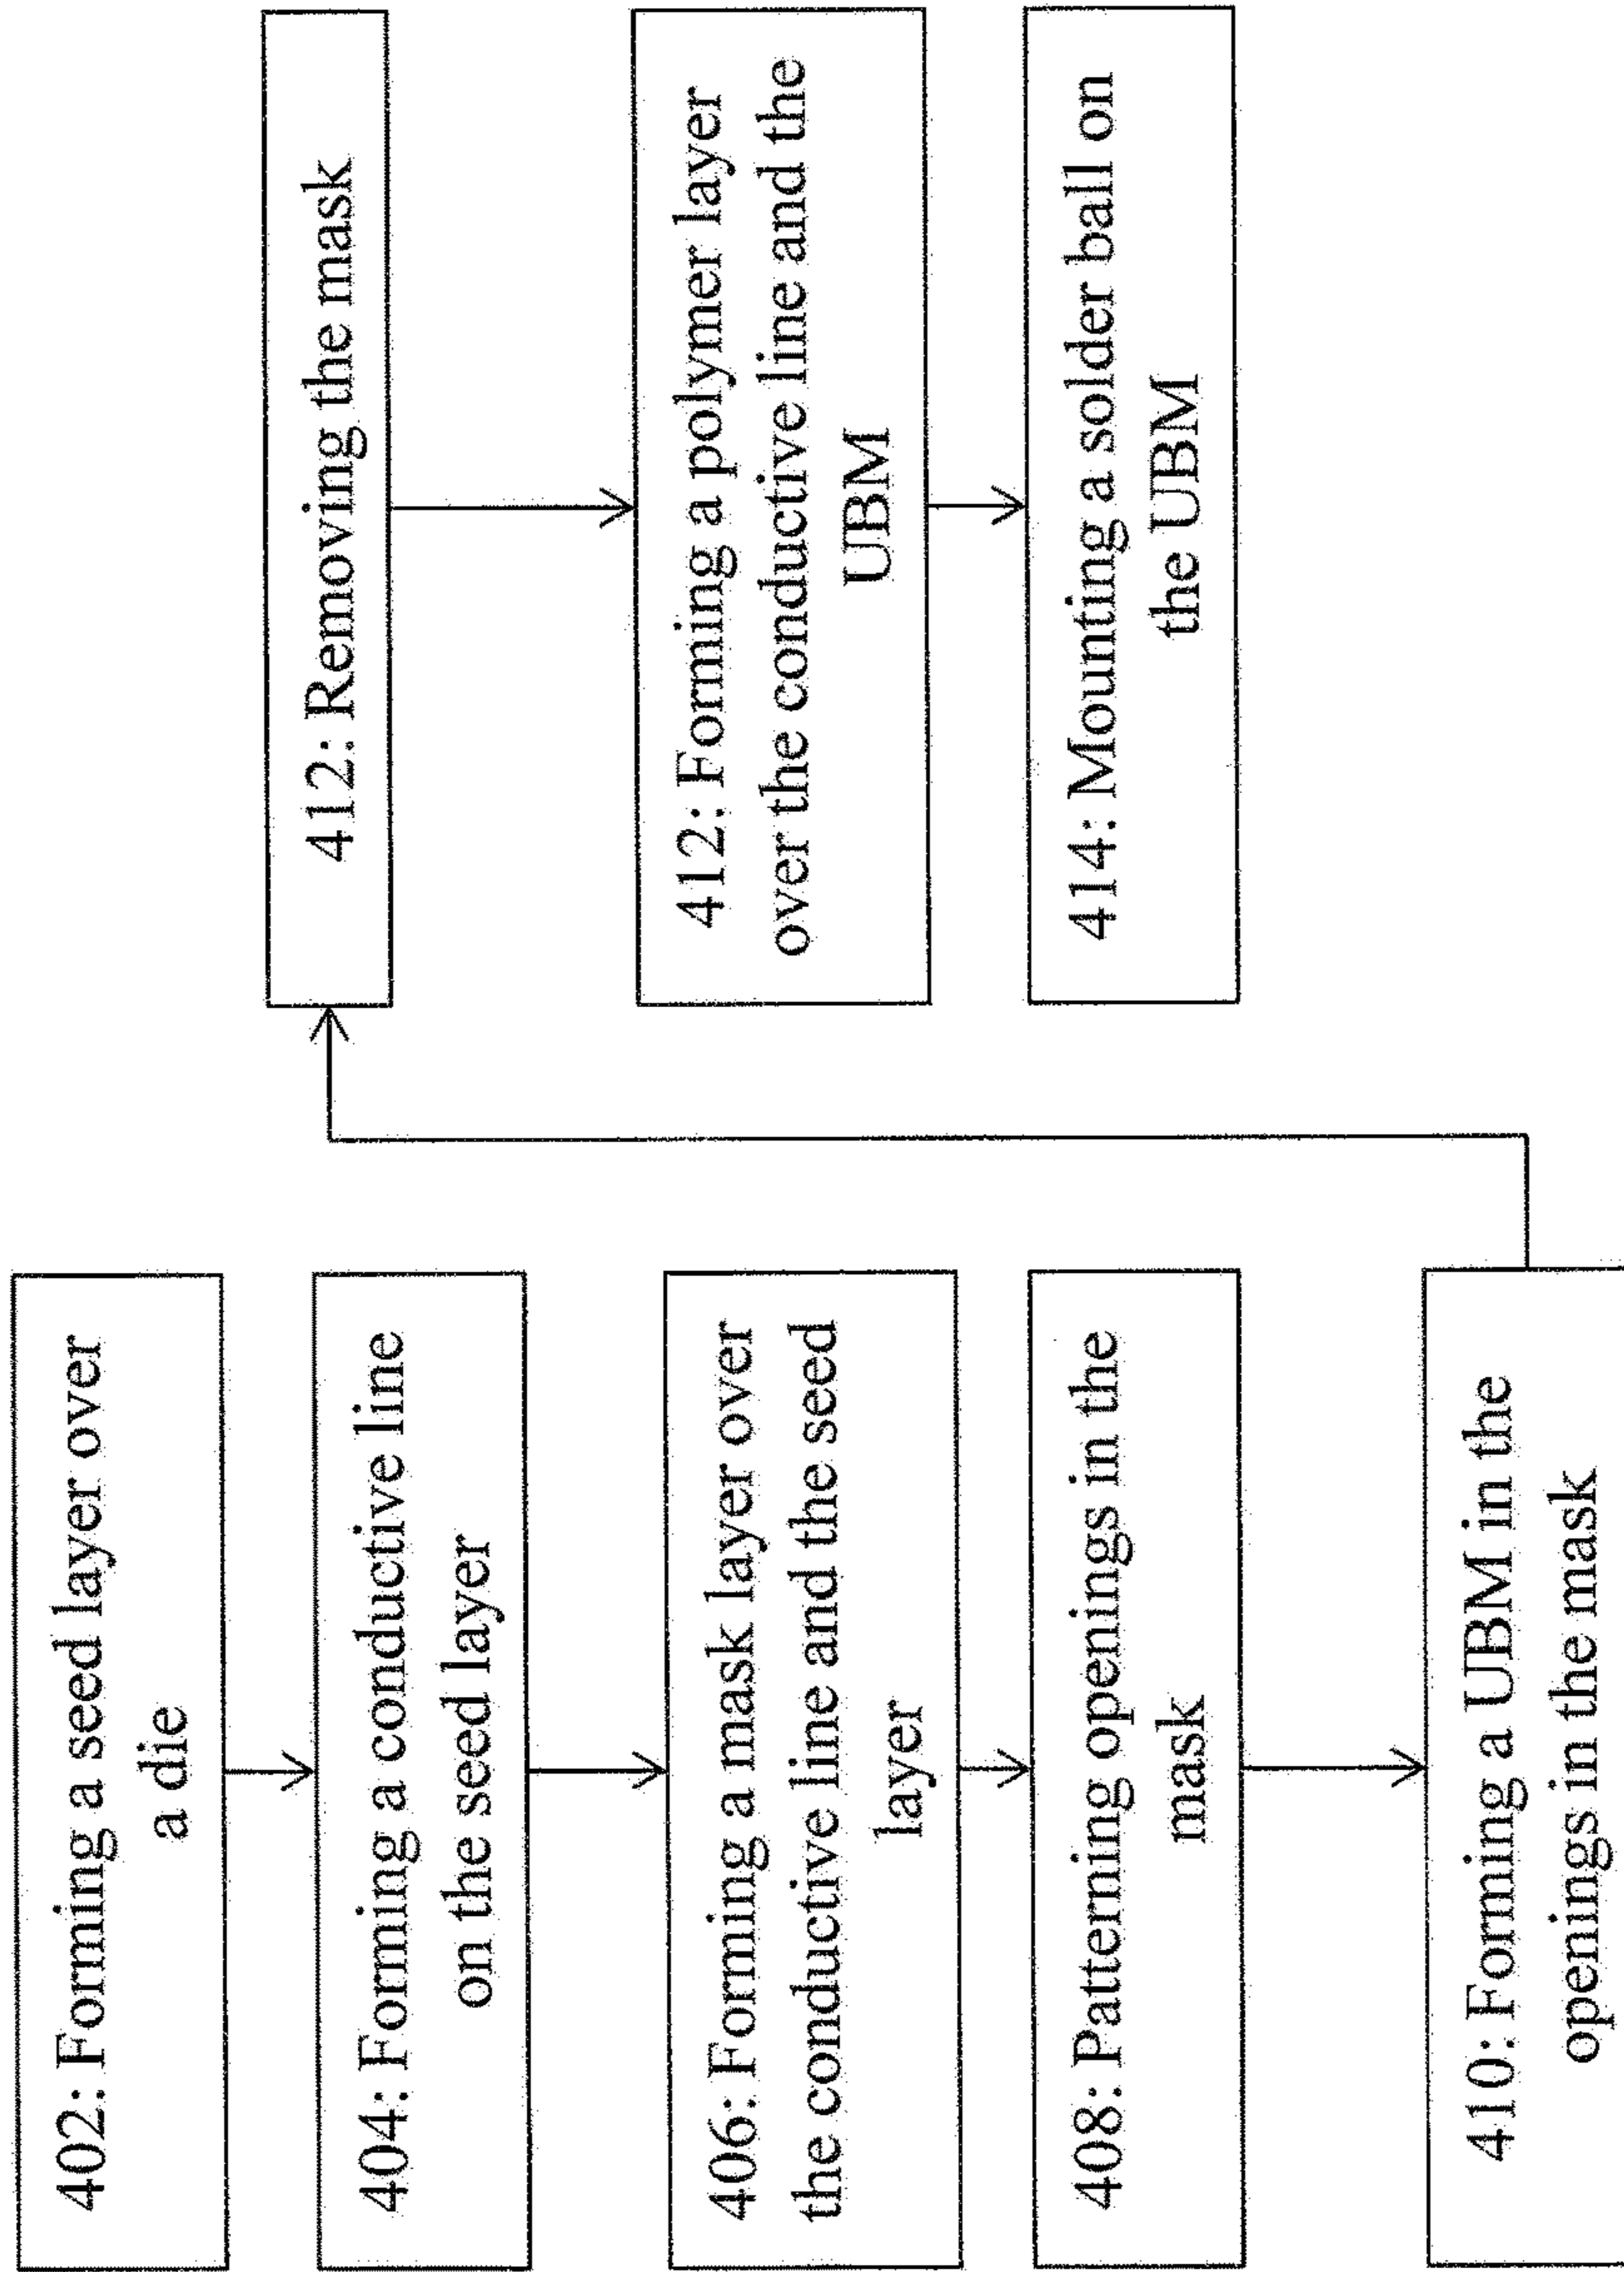 402: Forming a seed layer over
a die
404: Forming a conductive line
on the seed layer
406: Forming a mask layer over
the conductive line and the seed
layer
408: Patterning openings in the
mask
410: Forming a UBM in the
openings in the mask
412: Removing the mask
412: Forming a polymer layer
over the conductive line and the
UBM
414: Mounting a solder ball on
the UBM